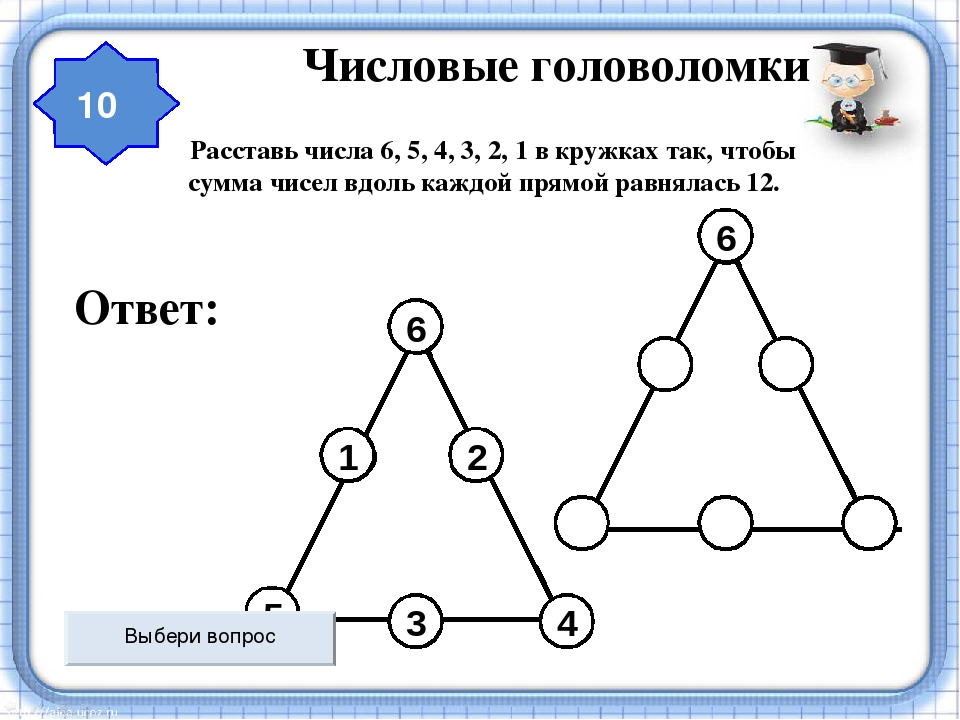 Числовые головоломки
10
Расставь числа 6, 5, 4, 3, 2, 1 в кружках так, чтобы
сумма чисел вдоль каждой прямой равнялась 12.
6
Ответ:
6
1 2
5 3 4
Выбери вопрос